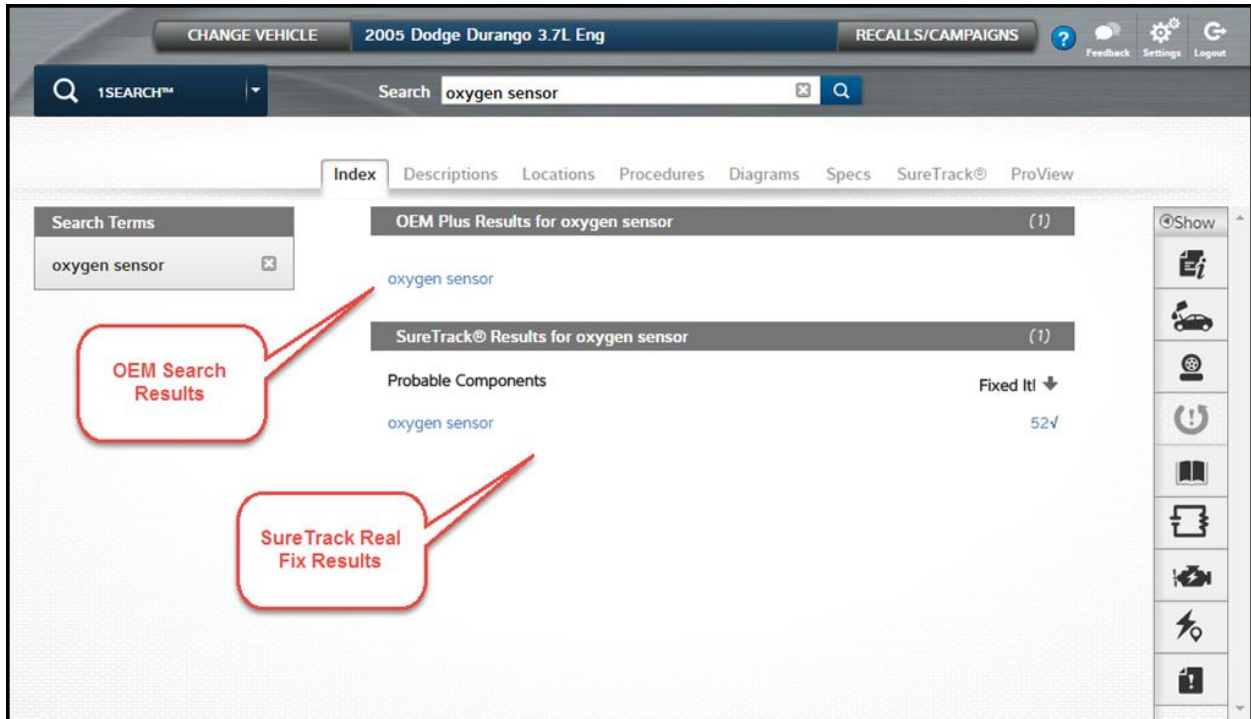 CHANGE VEHICLE 2005 Dodge Durango 3.7L Eng RECALLS/CAMPAIGNS ? Feedback Settings Logout
1SEARCH™ Search oxygen sensor
Index Descriptions Locations Procedures Diagrams Specs SureTrack® ProView
Search Terms OEM Plus Results for oxygen sensor (1) Show
oxygen sensor
oxygen sensor
SureTrack® Results for oxygen sensor (1)
OEM Search
Results
Probable Components Fixed It!
oxygen sensor 52√
SureTrack Real
Fix Results